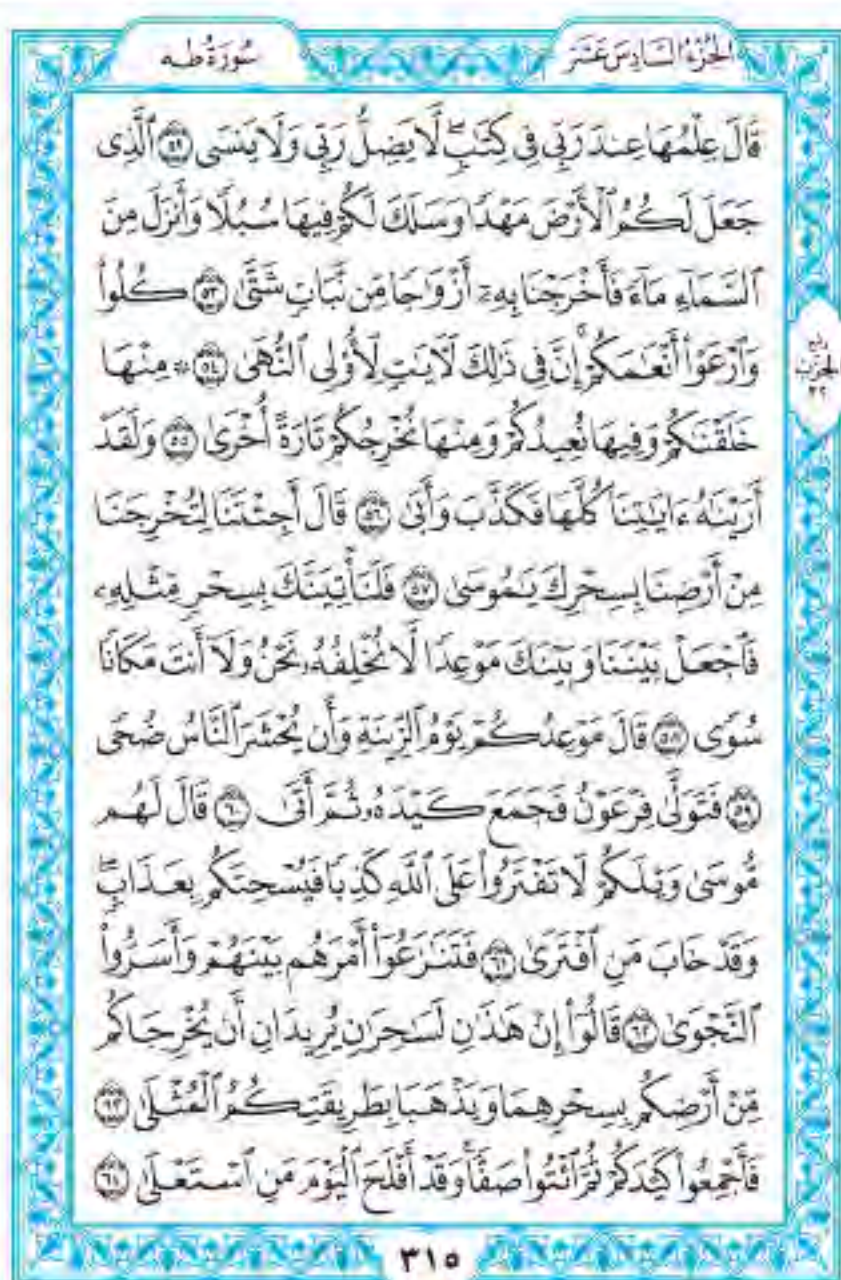 الجُزْءُ السَّادِسَ عَشَرَ
سُورَةُ طه
قَالَ عِلْمُهَا عِندَ رَبِّي فِي كِتَٰبٍۖ لَّا يَضِلُّ رَبِّي وَلَا يَنسَى ۝٥٢ ٱلَّذِي
جَعَلَ لَكُمُ ٱلْأَرْضَ مَهْدًا وَسَلَكَ لَكُمْ فِيهَا سُبُلًا وَأَنزَلَ مِنَ
ٱلسَّمَآءِ مَآءً فَأَخْرَجْنَا بِهِۦٓ أَزْوَٰجًا مِّن نَّبَاتٍ شَتَّىٰ ۝٥٣ كُلُوا۟
وَٱرْعَوْا۟ أَنْعَٰمَكُمْۗ إِنَّ فِي ذَٰلِكَ لَءَايَٰتٍ لِّأُو۟لِي ٱلنُّهَىٰ ۝٥٤ ۞ مِنْهَا
رُبْع
الحِزْب
٣٢
خَلَقْنَٰكُمْ وَفِيهَا نُعِيدُكُمْ وَمِنْهَا نُخْرِجُكُمْ تَارَةً أُخْرَىٰ ۝٥٥ وَلَقَدْ
أَرَيْنَٰهُ ءَايَٰتِنَا كُلَّهَا فَكَذَّبَ وَأَبَىٰ ۝٥٦ قَالَ أَجِئْتَنَا لِتُخْرِجَنَا
مِنْ أَرْضِنَا بِسِحْرِكَ يَٰمُوسَىٰ ۝٥٧ فَلَنَأْتِيَنَّكَ بِسِحْرٍ مِّثْلِهِۦ
فَٱجْعَلْ بَيْنَنَا وَبَيْنَكَ مَوْعِدًا لَّا نُخْلِفُهُۥ نَحْنُ وَلَآ أَنتَ مَكَانًا
سُوًى ۝٥٨ قَالَ مَوْعِدُكُمْ يَوْمُ ٱلزِّينَةِ وَأَن يُحْشَرَ ٱلنَّاسُ ضُحًى
۝٥٩ فَتَوَلَّىٰ فِرْعَوْنُ فَجَمَعَ كَيْدَهُۥ ثُمَّ أَتَىٰ ۝٦٠ قَالَ لَهُم
مُّوسَىٰ وَيْلَكُمْ لَا تَفْتَرُوا۟ عَلَى ٱللَّهِ كَذِبًا فَيُسْحِتَكُم بِعَذَابٍۖ
وَقَدْ خَابَ مَنِ ٱفْتَرَىٰ ۝٦١ فَتَنَٰزَعُوٓا۟ أَمْرَهُم بَيْنَهُمْ وَأَسَرُّوا۟
ٱلنَّجْوَىٰ ۝٦٢ قَالُوٓا۟ إِنْ هَٰذَٰنِ لَسَٰحِرَٰنِ يُرِيدَانِ أَن يُخْرِجَاكُم
مِّنْ أَرْضِكُم بِسِحْرِهِمَا وَيَذْهَبَا بِطَرِيقَتِكُمُ ٱلْمُثْلَىٰ ۝٦٣
فَأَجْمِعُوا۟ كَيْدَكُمْ ثُمَّ ٱئْتُوا۟ صَفًّاۚ وَقَدْ أَفْلَحَ ٱلْيَوْمَ مَنِ ٱسْتَعْلَىٰ ۝٦٤
٣١٥